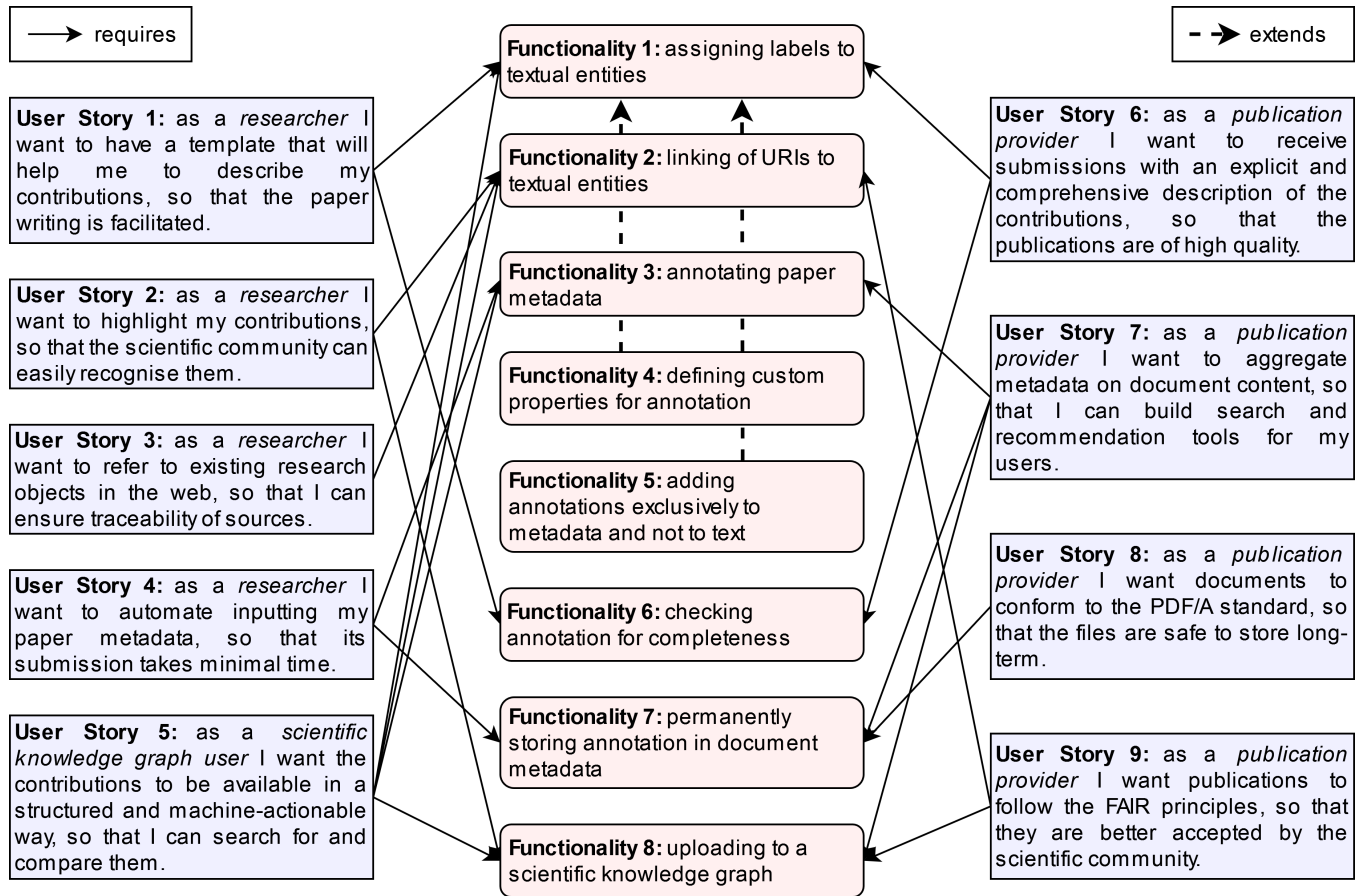 requires
User Story 1: as a researcher I
want to have a template that will
help me to describe my
contributions, so that the paper
writing is facilitated.
User Story 2: as a researcher I
want to highlight my contributions,
so that the scientific community can
easily recognise them.
User Story 3: as a researcher I
want to refer to existing research
objects in the web, so that I can
ensure traceability of sources.
User Story 4: as a researcher I
want to automate inputting my
paper metadata, so that its
submission takes minimal time.
User Story 5: as a scientific
knowledge graph user I want the
contributions to be available in a
structured and machine-actionable
way, so that I can search for and
compare them.
Functionality 1: assigning labels to
textual entities
Functionality 2: linking of URIs to
textual entities
Functionality 3: annotating paper
metadata
Functionality 4: defining custom
properties for annotation
Functionality 5: adding
annotations exclusively to
metadata and not to text
Functionality 6: checking
annotation for completeness
Functionality 7: permanently
storing annotation in document
metadata
Functionality 8: uploading to a
scientific knowledge graph
extends
User Story 6: as a publication
provider I want to receive
submissions with an explicit and
comprehensive description of the
contributions, so that the
publications are of high quality.
User Story 7: as a publication
provider I want to aggregate
metadata on document content, so
that I can build search and
recommendation tools for my
users.
User Story 8: as a publication
provider I want documents to
conform to the PDF/A standard, so
that the files are safe to store long-
term.
User Story 9: as a publication
provider I want publications to
follow the FAIR principles, so that
they are better accepted by the
scientific community.